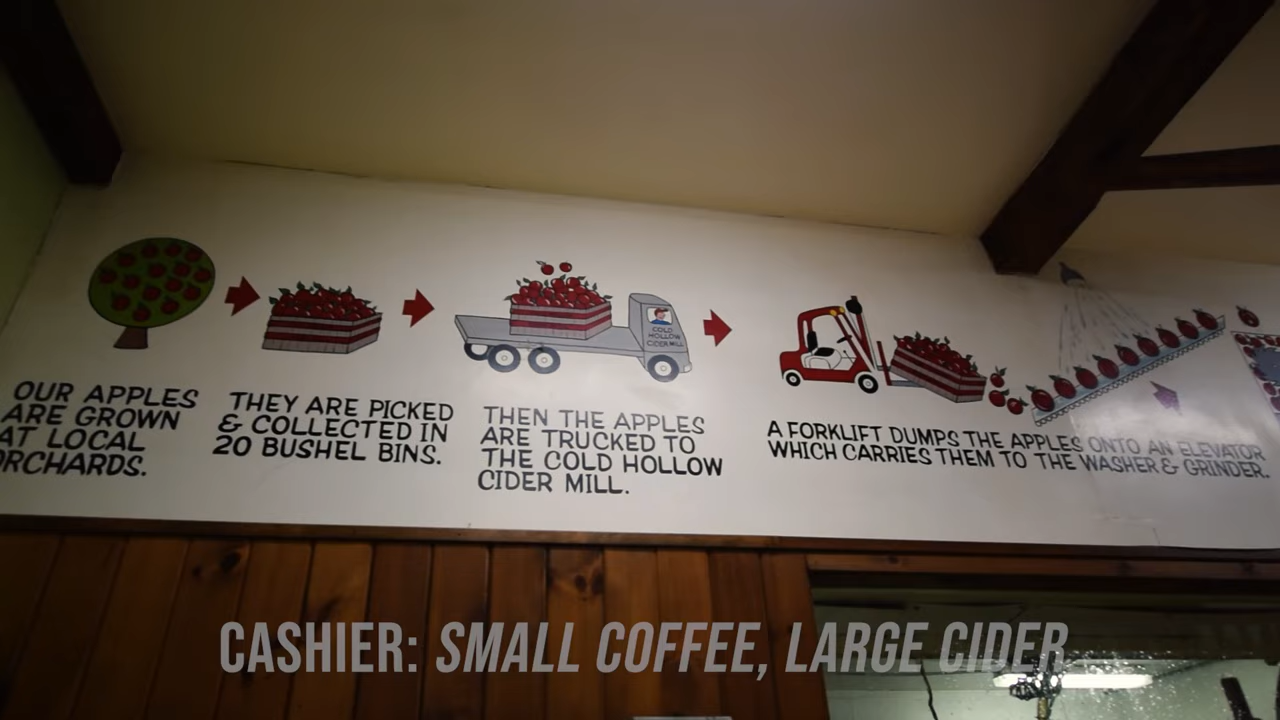 OUR APPLES
ARE GROWN
AT LOCAL
ORCHARDS.
THEY ARE PICKED
& COLLECTED IN
20 BUSHEL BINS.
COLD
HOLLOW
CIDER MILL
THEN THE APPLES
ARE TRUCKED TO
THE COLD HOLLOW
CIDER MILL.
A FORKLIFT DUMPS THE APPLES ONTO AN ELEVATOR
WHICH CARRIES THEM TO THE WASHER & GRINDER.
CASHIER: SMALL COFFEE, LARGE CIDER